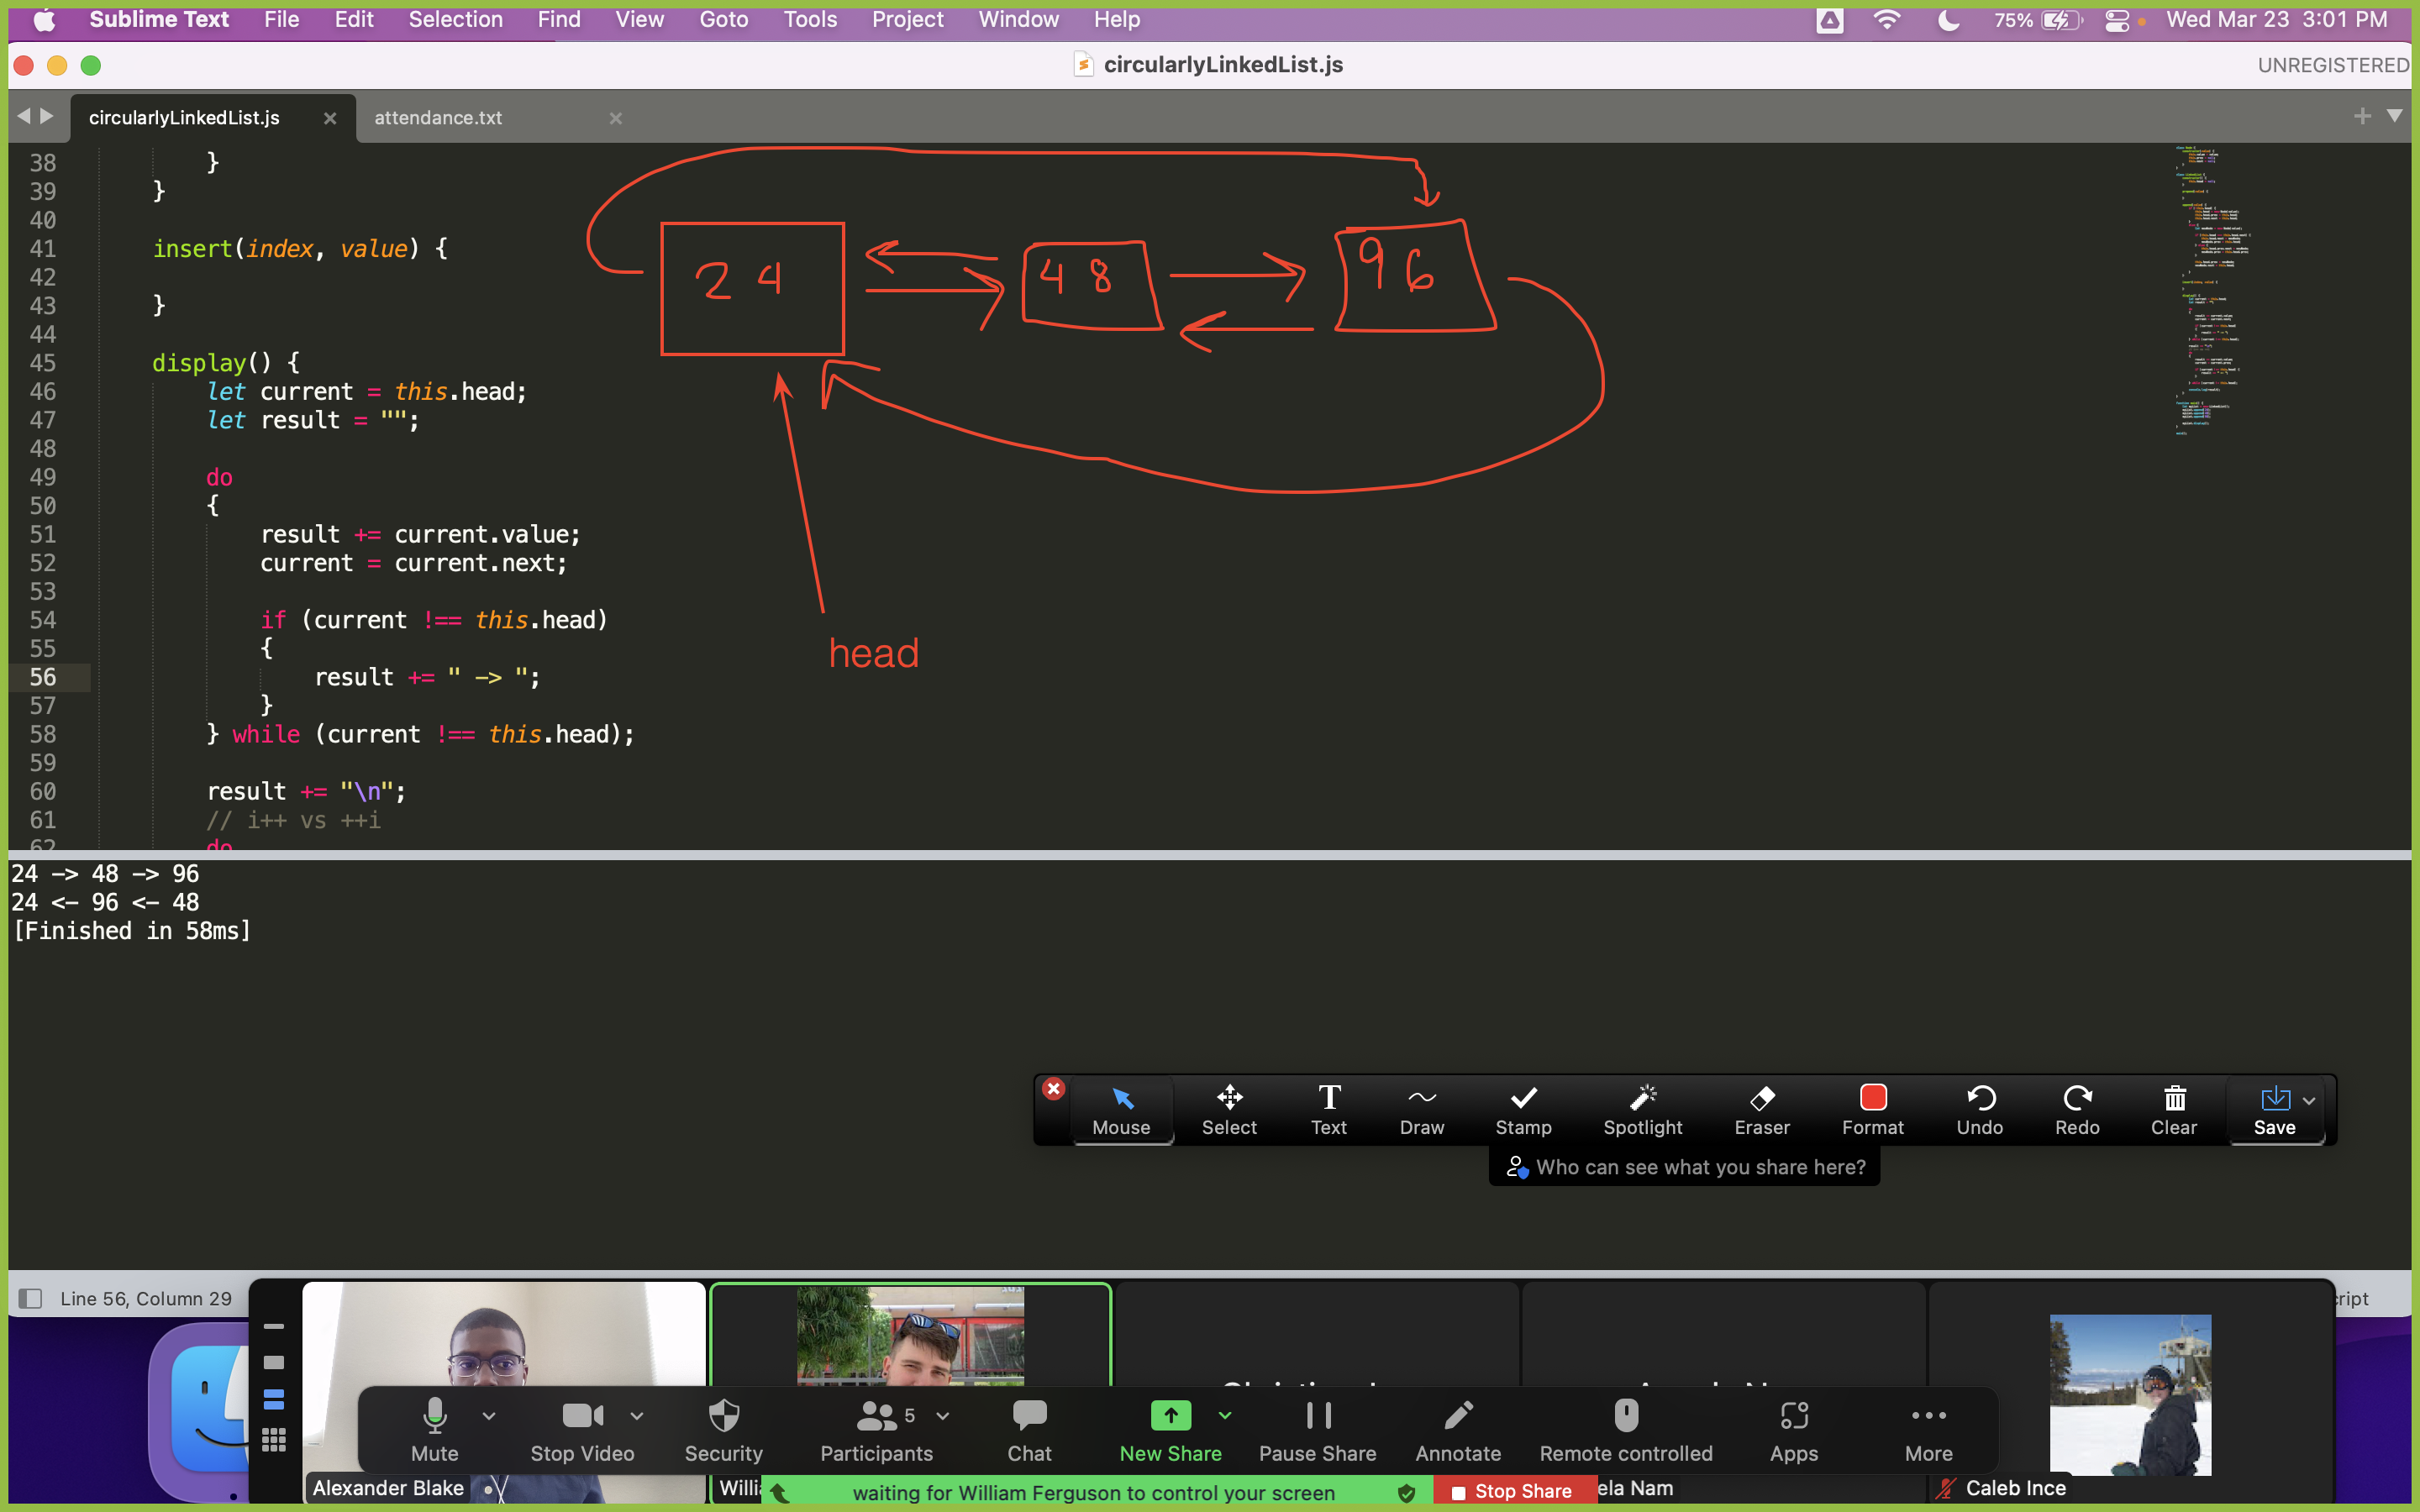 Sublime Text File Edit Selection Find View Goto Tools Project Window Help 75% Wed Mar 23 3:01 PM
circularlyLinkedList.js UNREGISTERED
circularlyLinkedList.js attendance.txt
38 }
39 }
40
41 insert(index, value) {
42
43 }
44
45 display() {
46 let current = this.head;
47 let result = "";
48
49 do
50 {
51 result += current.value;
52 current = current.next;
53
54 if (current !== this.head)
55 {
56 result += " -> ";
57 }
58 } while (current !== this.head);
59
60 result += "\n";
61 // i++ vs ++i
62 do
24 48 96
head
24 -> 48 -> 96
24 <- 96 <- 48
[Finished in 58ms]
Mouse Select Text Draw Stamp Spotlight Eraser Format Undo Redo Clear Save
Who can see what you share here?
Line 56, Column 29
5
Mute Stop Video Security Participants Chat New Share Pause Share Annotate Remote controlled Apps More
Alexander Blake waiting for William Ferguson to control your screen Stop Share Nam Caleb Ince